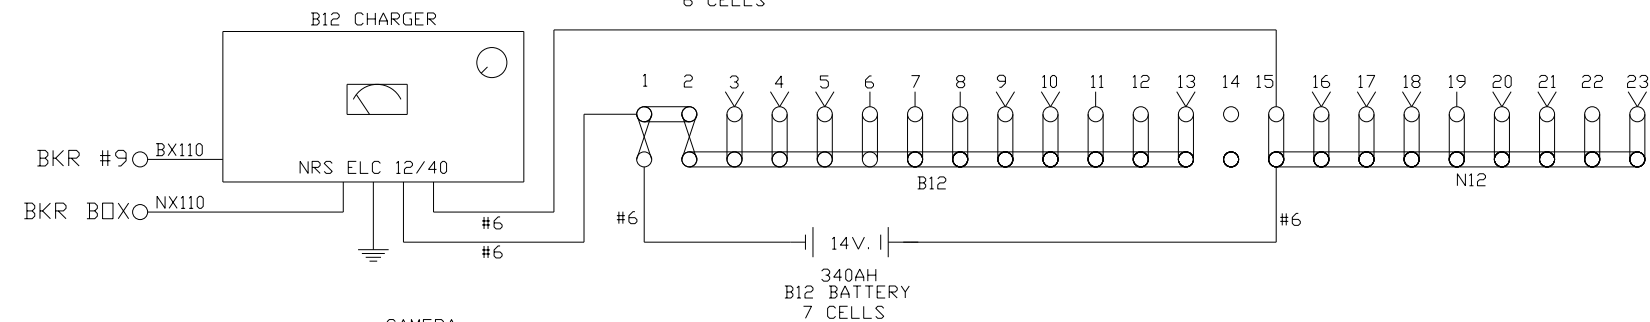 6 CELLS
B12 CHARGER
1 2 3 4 5 6 7 8 9 10 11 12 13 14 15 16 17 18 19 20 21 22 23
BKR #9 BX110
NRS ELC 12/40
B12
N12
BKR BOX NX110
#6
#6
#6
#6
14V.
340AH
B12 BATTERY
7 CELLS
CAMERA